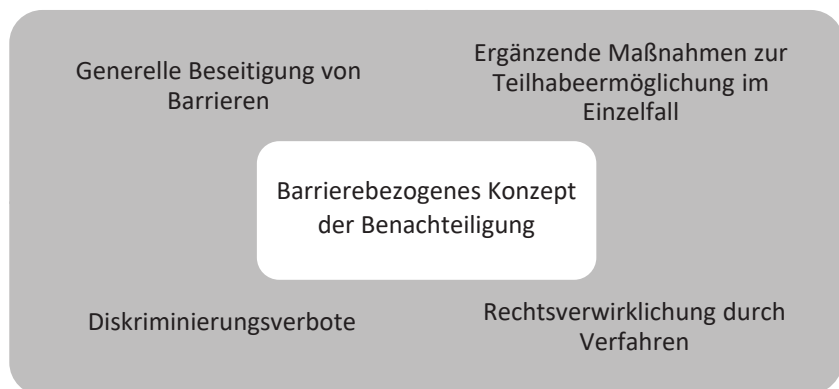 Generelle Beseitigung von
Barrieren
Ergänzende Maßnahmen zur
Teilhabeermöglichung im
Einzelfall
Barrierebezogenes Konzept
der Benachteiligung
Diskriminierungsverbote
Rechtsverwirklichung durch
Verfahren